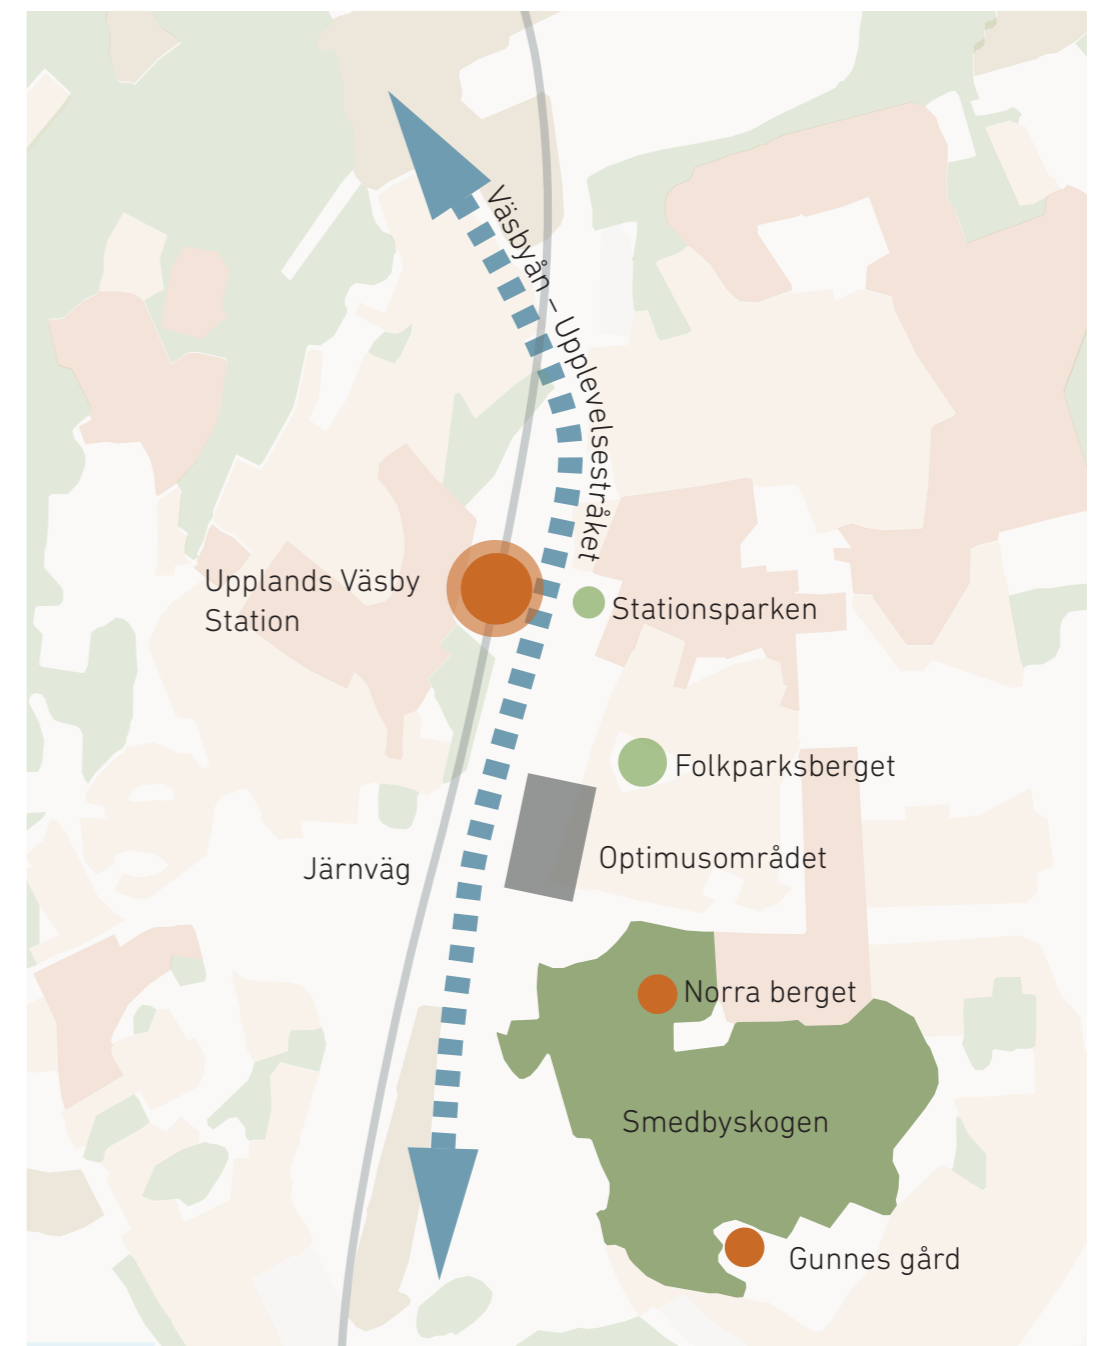 Väsbyån – Upplevelsestråket
Upplands Väsby
Station
Stationsparken
Folkparksberget
Optimusområdet
Järnväg
Norra berget
Smedbyskogen
Gunnes gård